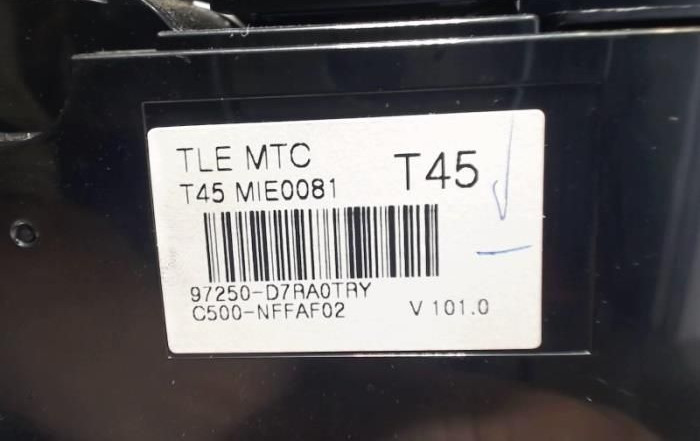 TLE MTC
T45 MIE0081 T45
97250-D7RA0TRY
C500-NFFAF02 V 101.0